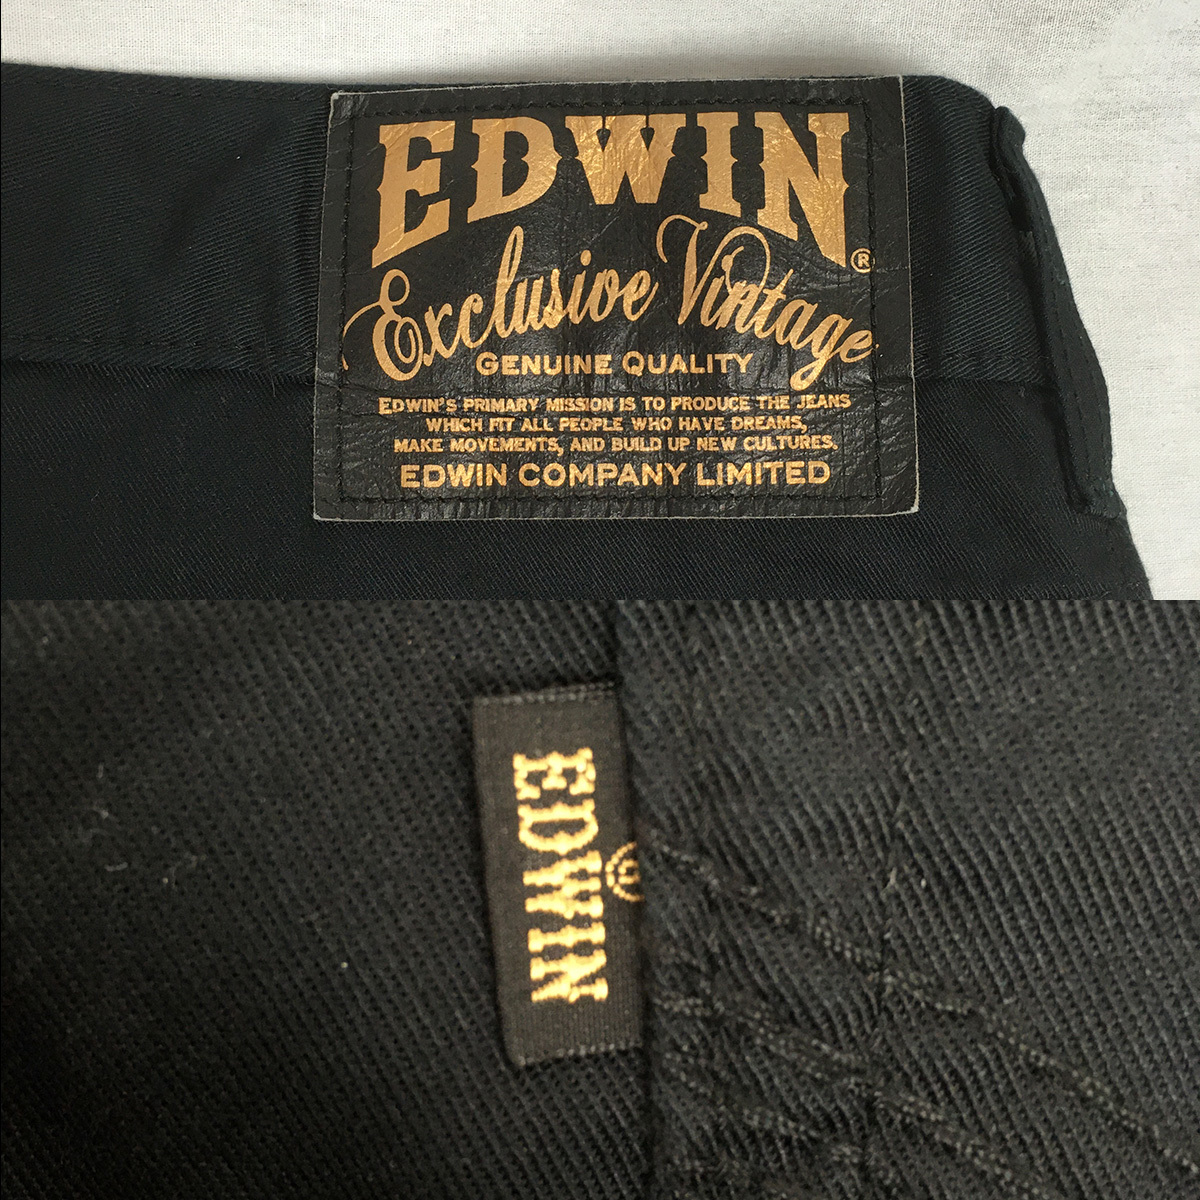 EDWIN®
Exclusive Vintage
GENUINE QUALITY
EDWIN'S PRIMARY MISSION IS TO PRODUCE THE JEANS
WHICH FIT ALL PEOPLE WHO HAVE DREAMS,
MAKE MOVEMENTS, AND BUILD UP NEW CULTURES.
EDWIN COMPANY LIMITED
EDWIN®